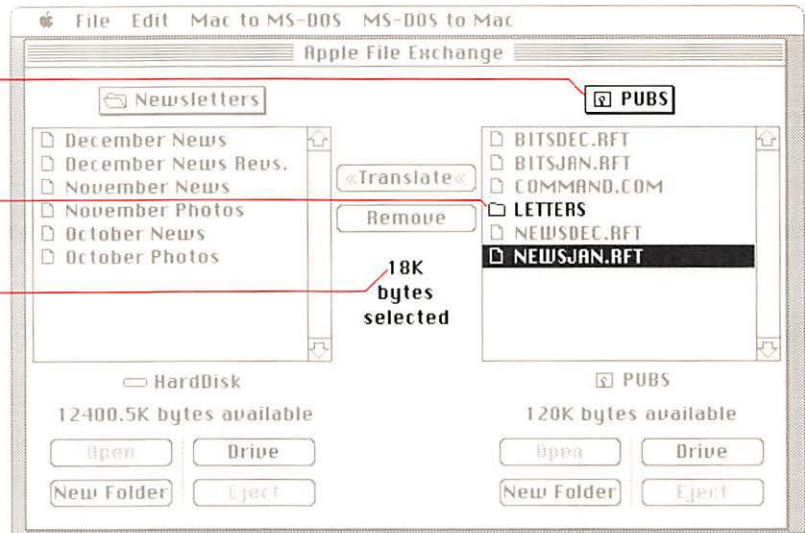 File Edit Mac to MS-DOS MS-DOS to Mac
Apple File Exchange
Newsletters
PUBS
December News
December News Revs.
November News
November Photos
October News
October Photos
«Translate«
Remove
18K
bytes
selected
BITSDEC.RFT
BITSJAN.RFT
COMMAND.COM
LETTERS
NEWSDEC.RFT
NEWSJAN.RFT
HardDisk
12400.5K bytes available
Open
Drive
New Folder
Eject
PUBS
120K bytes available
Open
Drive
New Folder
Eject